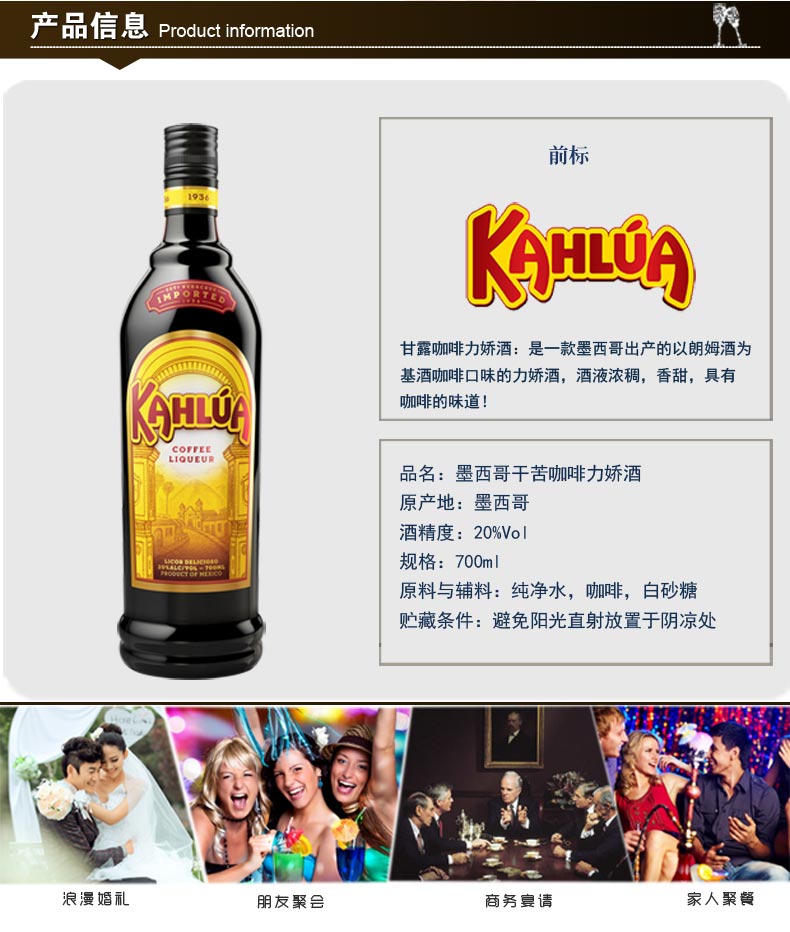 产品信息 Product information
1936
IMPORTED
KAHLÚA
COFFEE
LIQUEUR
LICOR DELICIOSO
20%ALC/VOL – 700ML
PRODUCT OF MEXICO
前标
KAHLÚA
甘露咖啡力娇酒：是一款墨西哥出产的以朗姆酒为
基酒咖啡口味的力娇酒，酒液浓稠，香甜，具有
咖啡的味道！
品名：墨西哥干苦咖啡力娇酒
原产地：墨西哥
酒精度：20%Vol
规格：700ml
原料与辅料：纯净水，咖啡，白砂糖
贮藏条件：避免阳光直射放置于阴凉处
浪漫婚礼
朋友聚会
商务宴请
家人聚餐